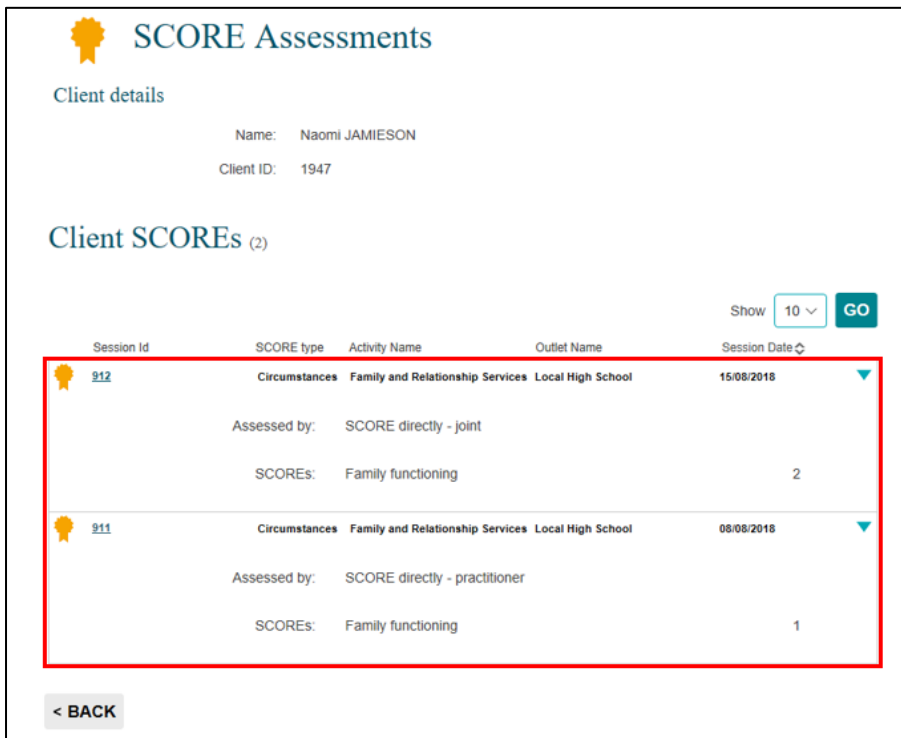 SCORE Assessments
Client details
Name: Naomi JAMIESON
Client ID: 1947
Client SCOREs (2)
Show 10 GO
Session Id SCORE type Activity Name Outlet Name Session Date
912 Circumstances Family and Relationship Services Local High School 15/08/2018
Assessed by: SCORE directly - joint
SCOREs: Family functioning 2
911 Circumstances Family and Relationship Services Local High School 08/08/2018
Assessed by: SCORE directly - practitioner
SCOREs: Family functioning 1
< BACK